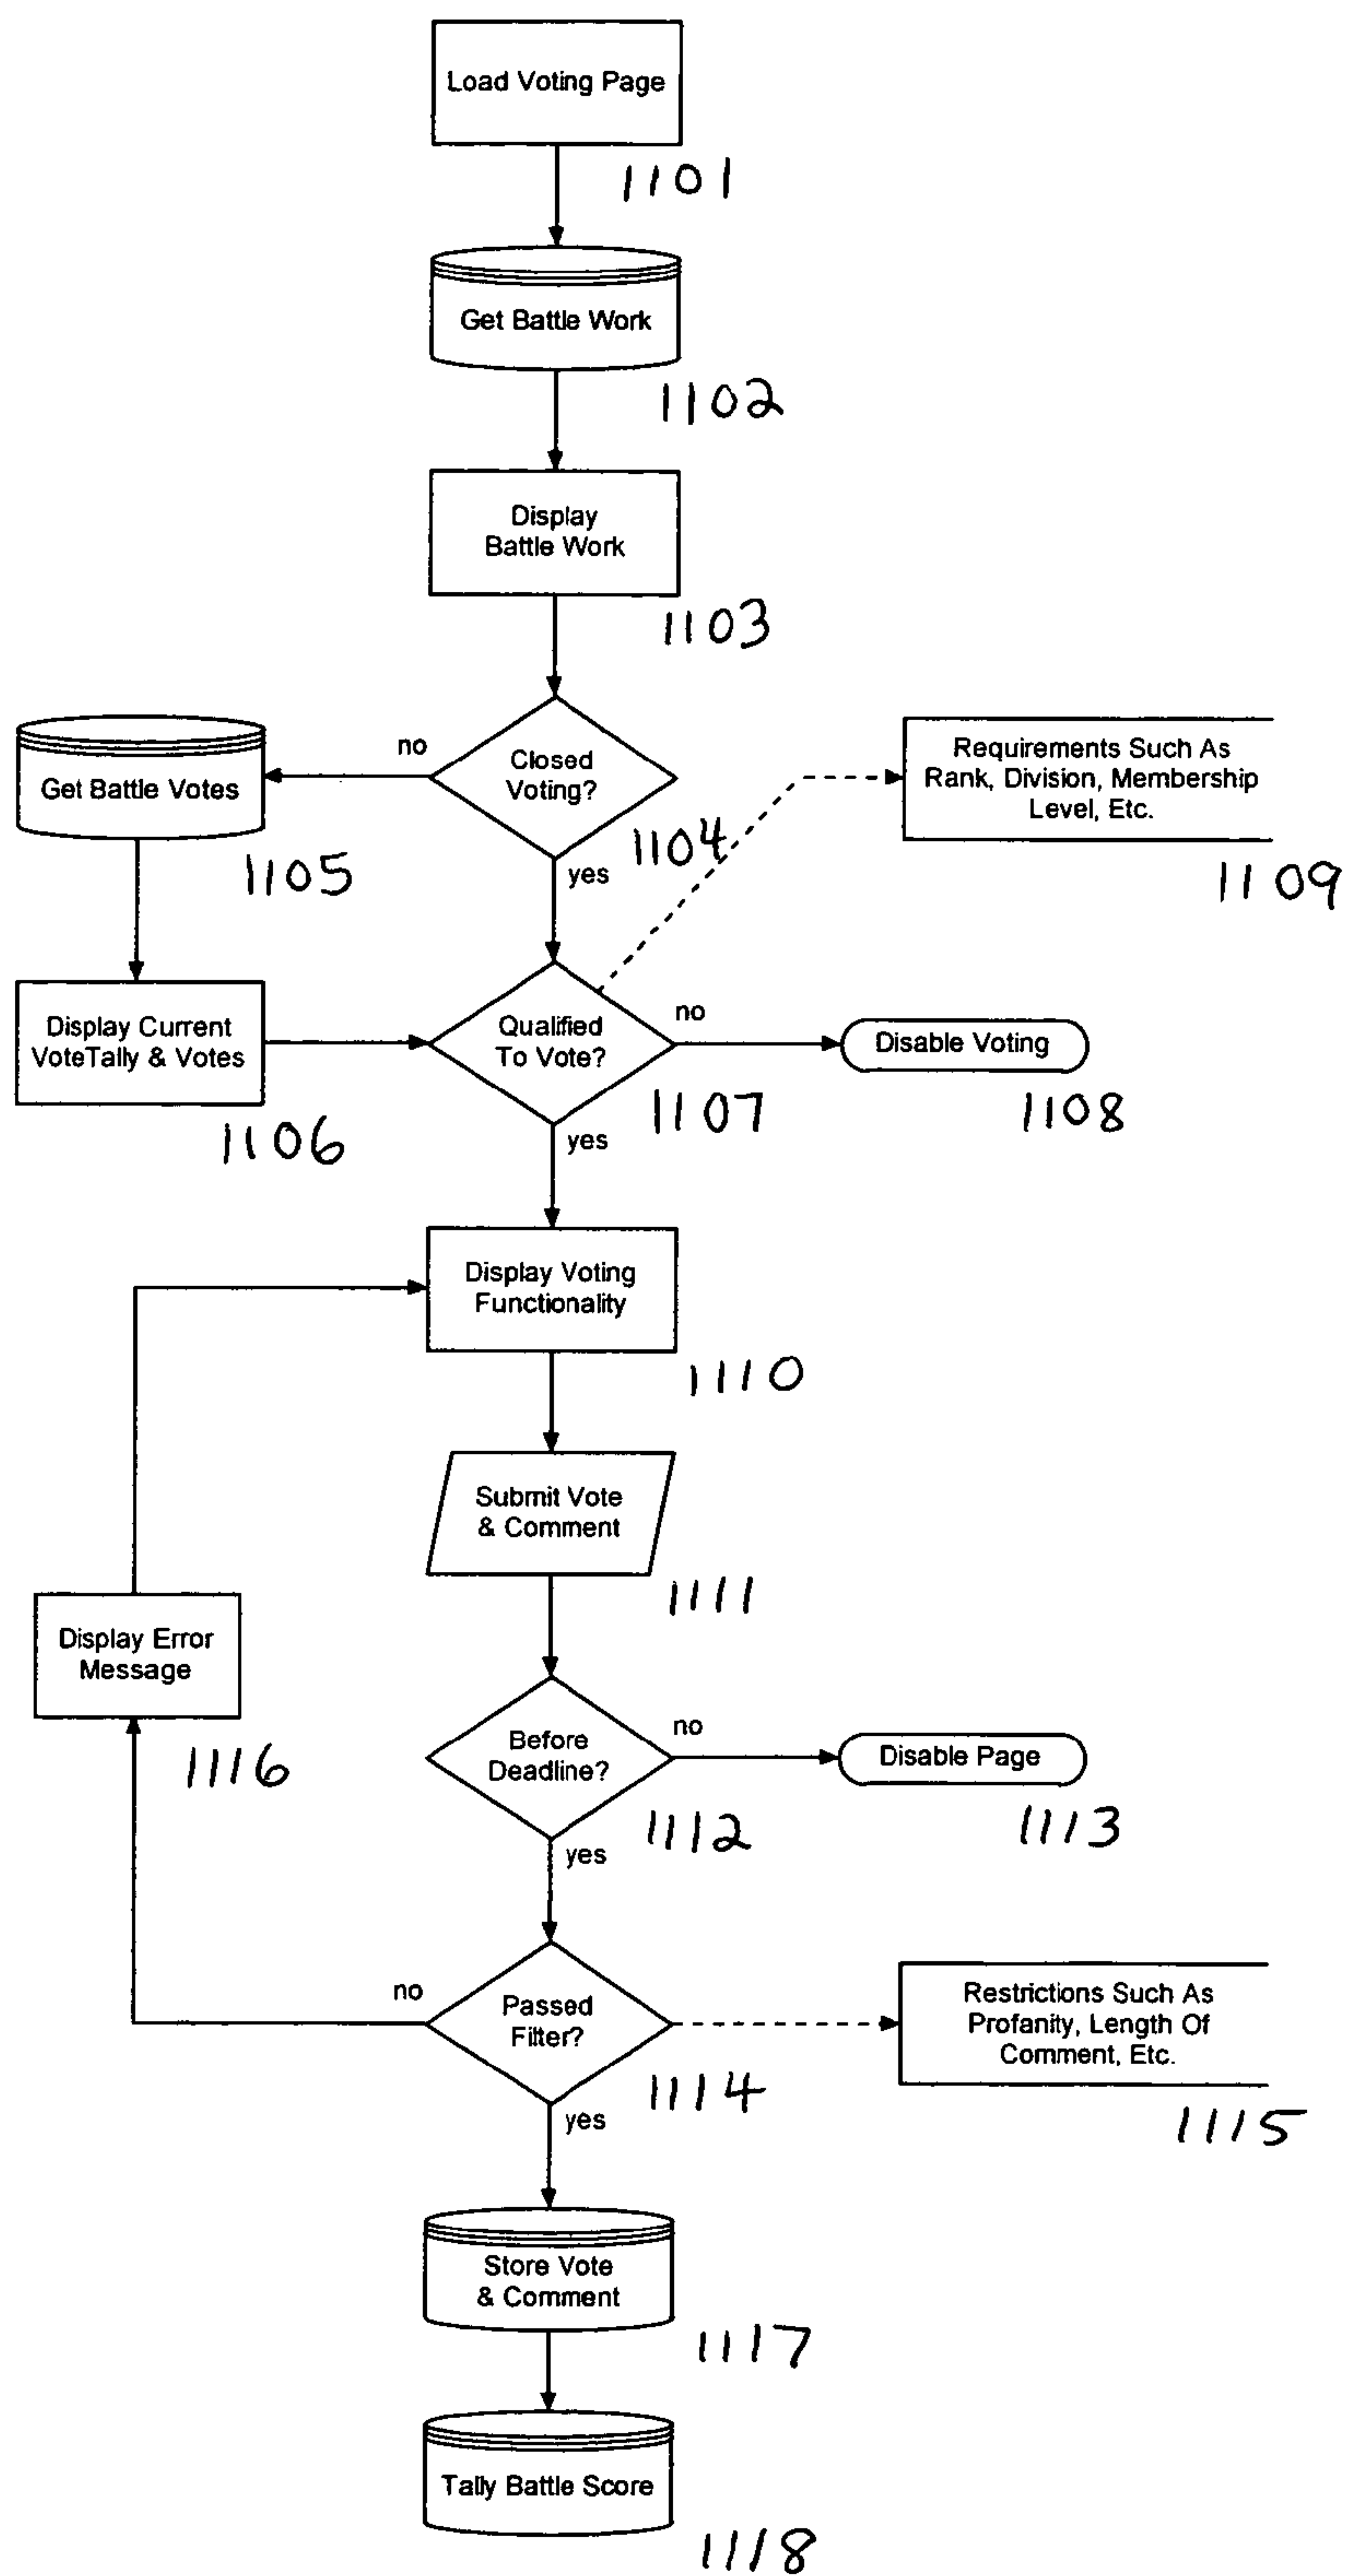 Load Voting Page
1101
Get Battle Work
1102
Display
Battle Work
1103
Closed
Voting?
no
yes
1104
Get Battle Votes
1105
Display Current
VoteTally & Votes
1106
Requirements Such As
Rank, Division, Membership
Level, Etc.
1109
Qualified
To Vote?
no
yes
1107
Disable Voting
1108
Display Voting
Functionality
1110
Submit Vote
& Comment
1111
Display Error
Message
1116
Before
Deadline?
no
yes
1112
Disable Page
1113
Passed
Filter?
no
yes
1114
Restrictions Such As
Profanity, Length Of
Comment, Etc.
1115
Store Vote
& Comment
1117
Tally Battle Score
1118